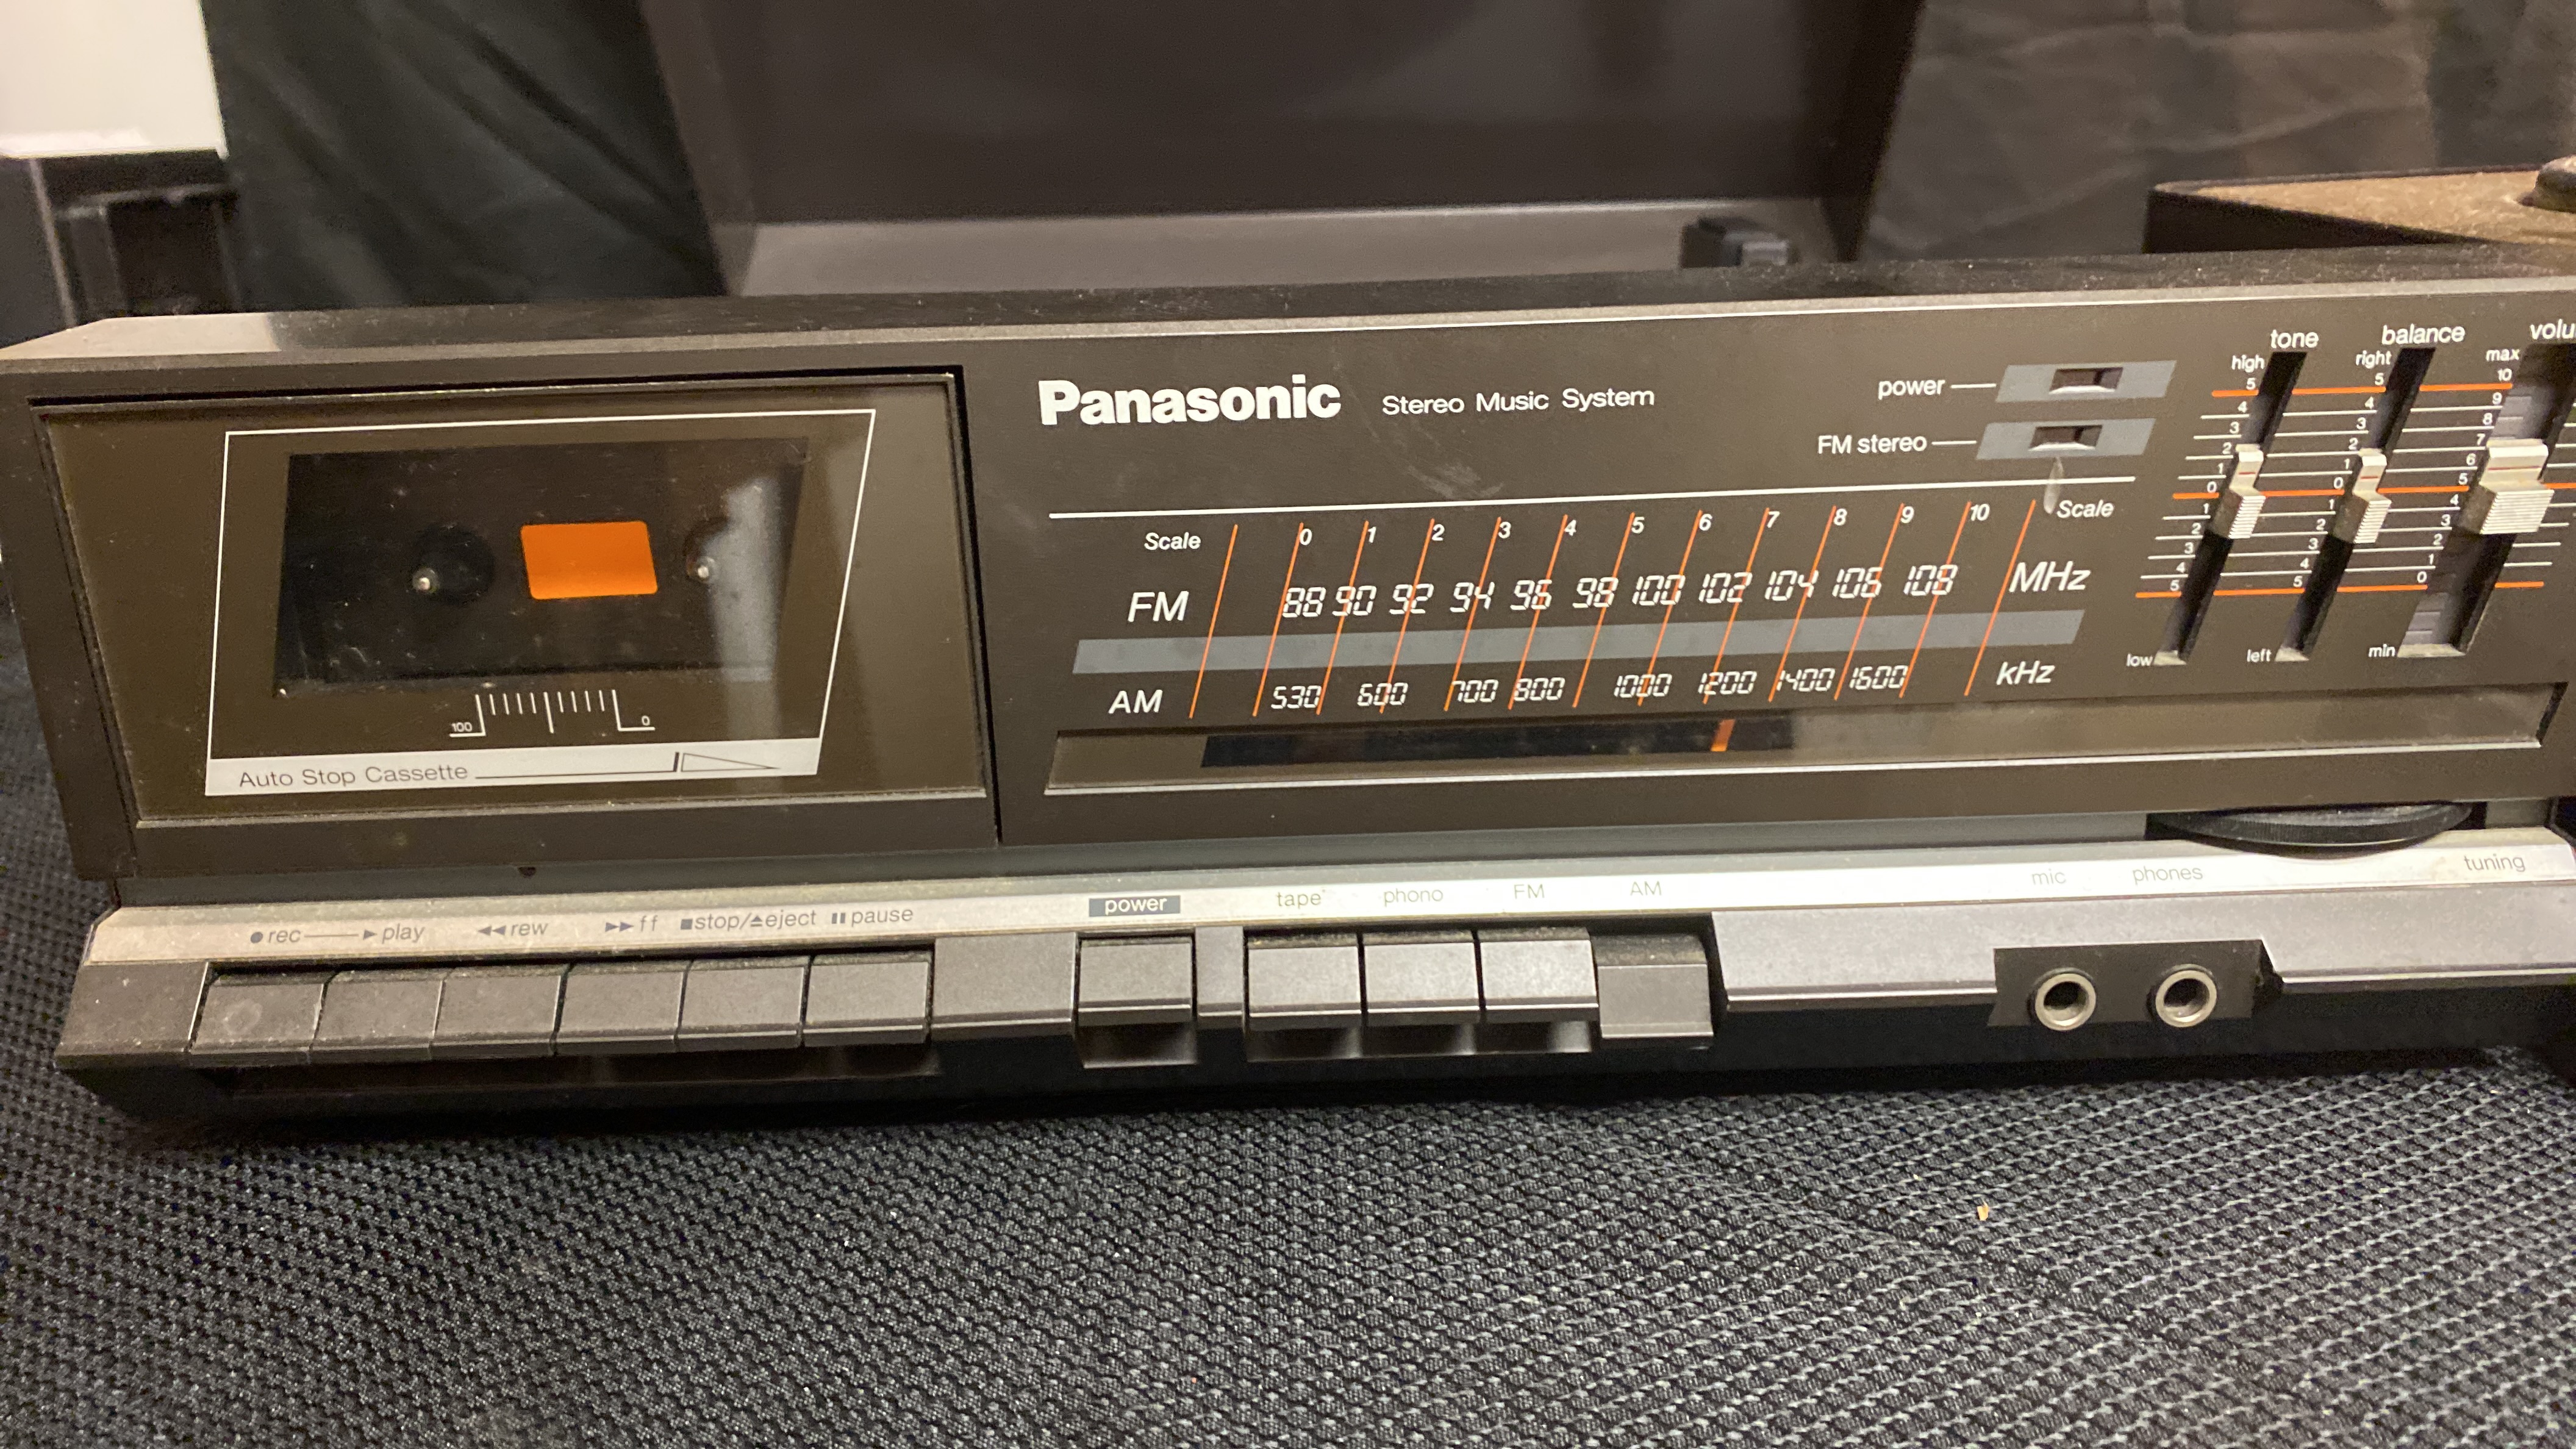 Panasonic Stereo Music System
power
FM stereo
Scale 0 1 2 3 4 5 6 7 8 9 10 Scale
FM 88 90 92 94 96 98 100 102 104 106 108 MHz
AM 530 600 700 800 1000 1200 1400 1600 kHz
tone
high
5
4
3
2
1
0
1
2
3
4
5
low
balance
right
5
4
3
2
1
0
1
2
3
4
5
left
volu
max
10
9
8
7
6
5
4
3
2
1
0
min
100 0
Auto Stop Cassette
●rec ►play ◄◄rew ►►ff ■stop/⏏eject ▮▮pause
power tape phono FM AM mic phones tuning